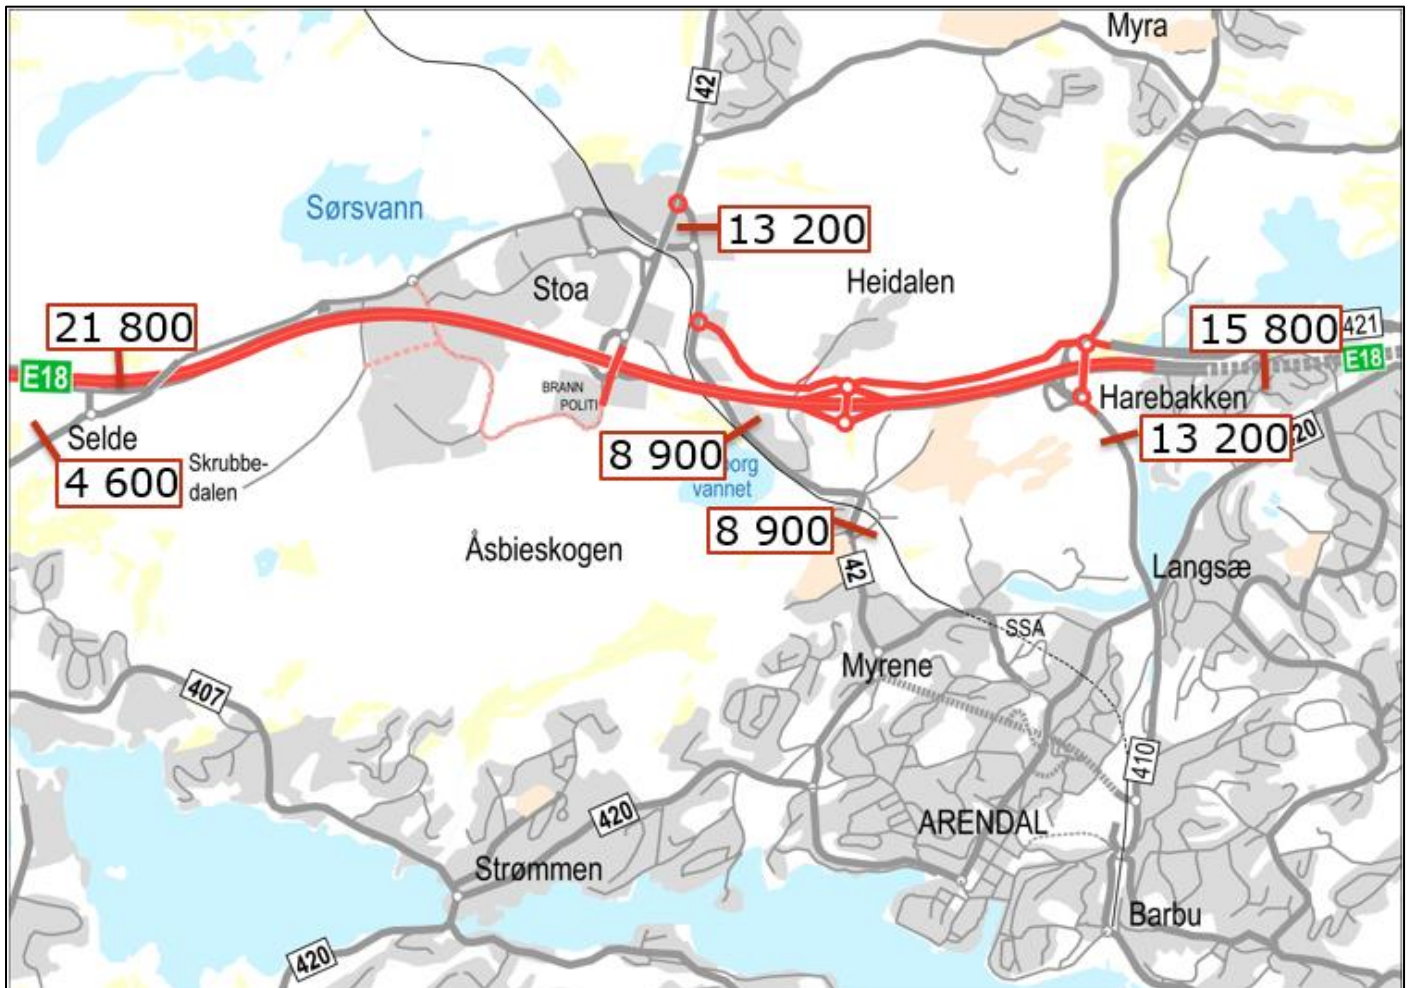 Myra
42
Sørsvann
13 200
Heidalen
Stoa
21 800
15 800
421
E18
E18
BRANN
POLITI
Harebakken
Selde
8 900
13 200
20
4 600
Skrubbe-
dalen
borg
vannet
8 900
Åsbieskogen
42
Langsæ
SSA
Myrene
407
410
420
ARENDAL
Strømmen
Barbu
420